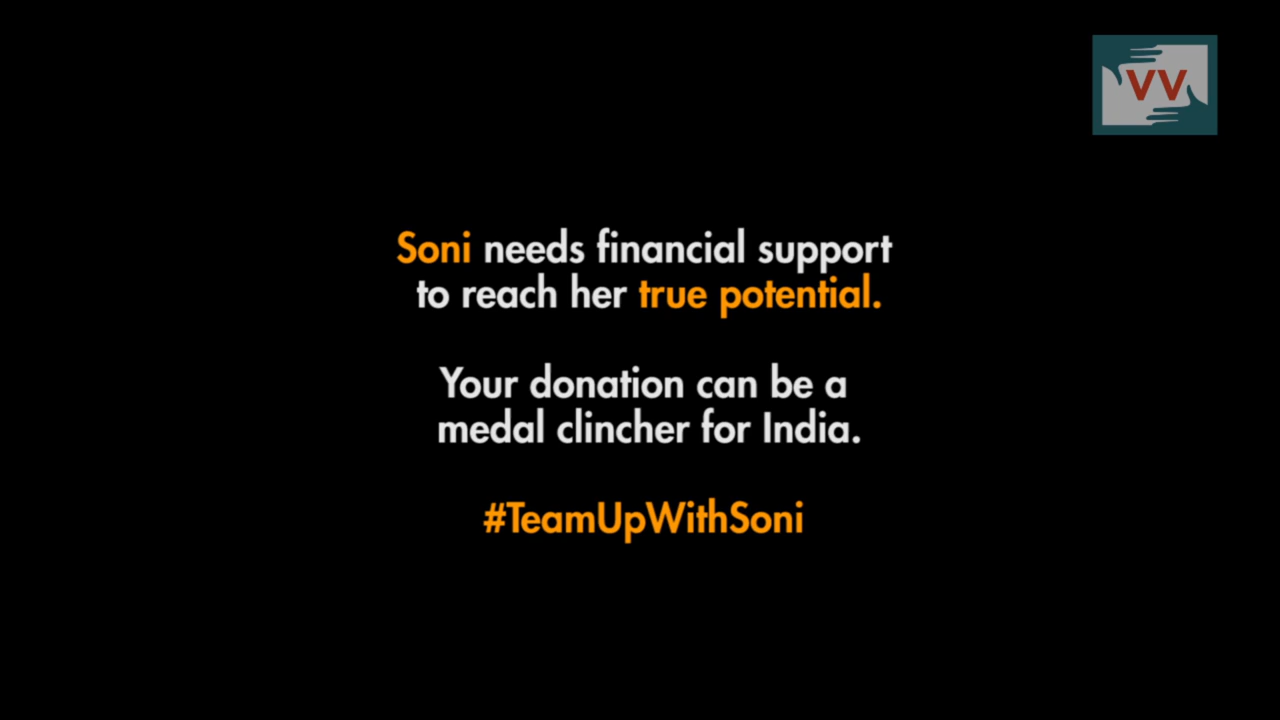 VV
Soni needs financial support
to reach her true potential.
Your donation can be a
medal clincher for India.
#TeamUpWithSoni